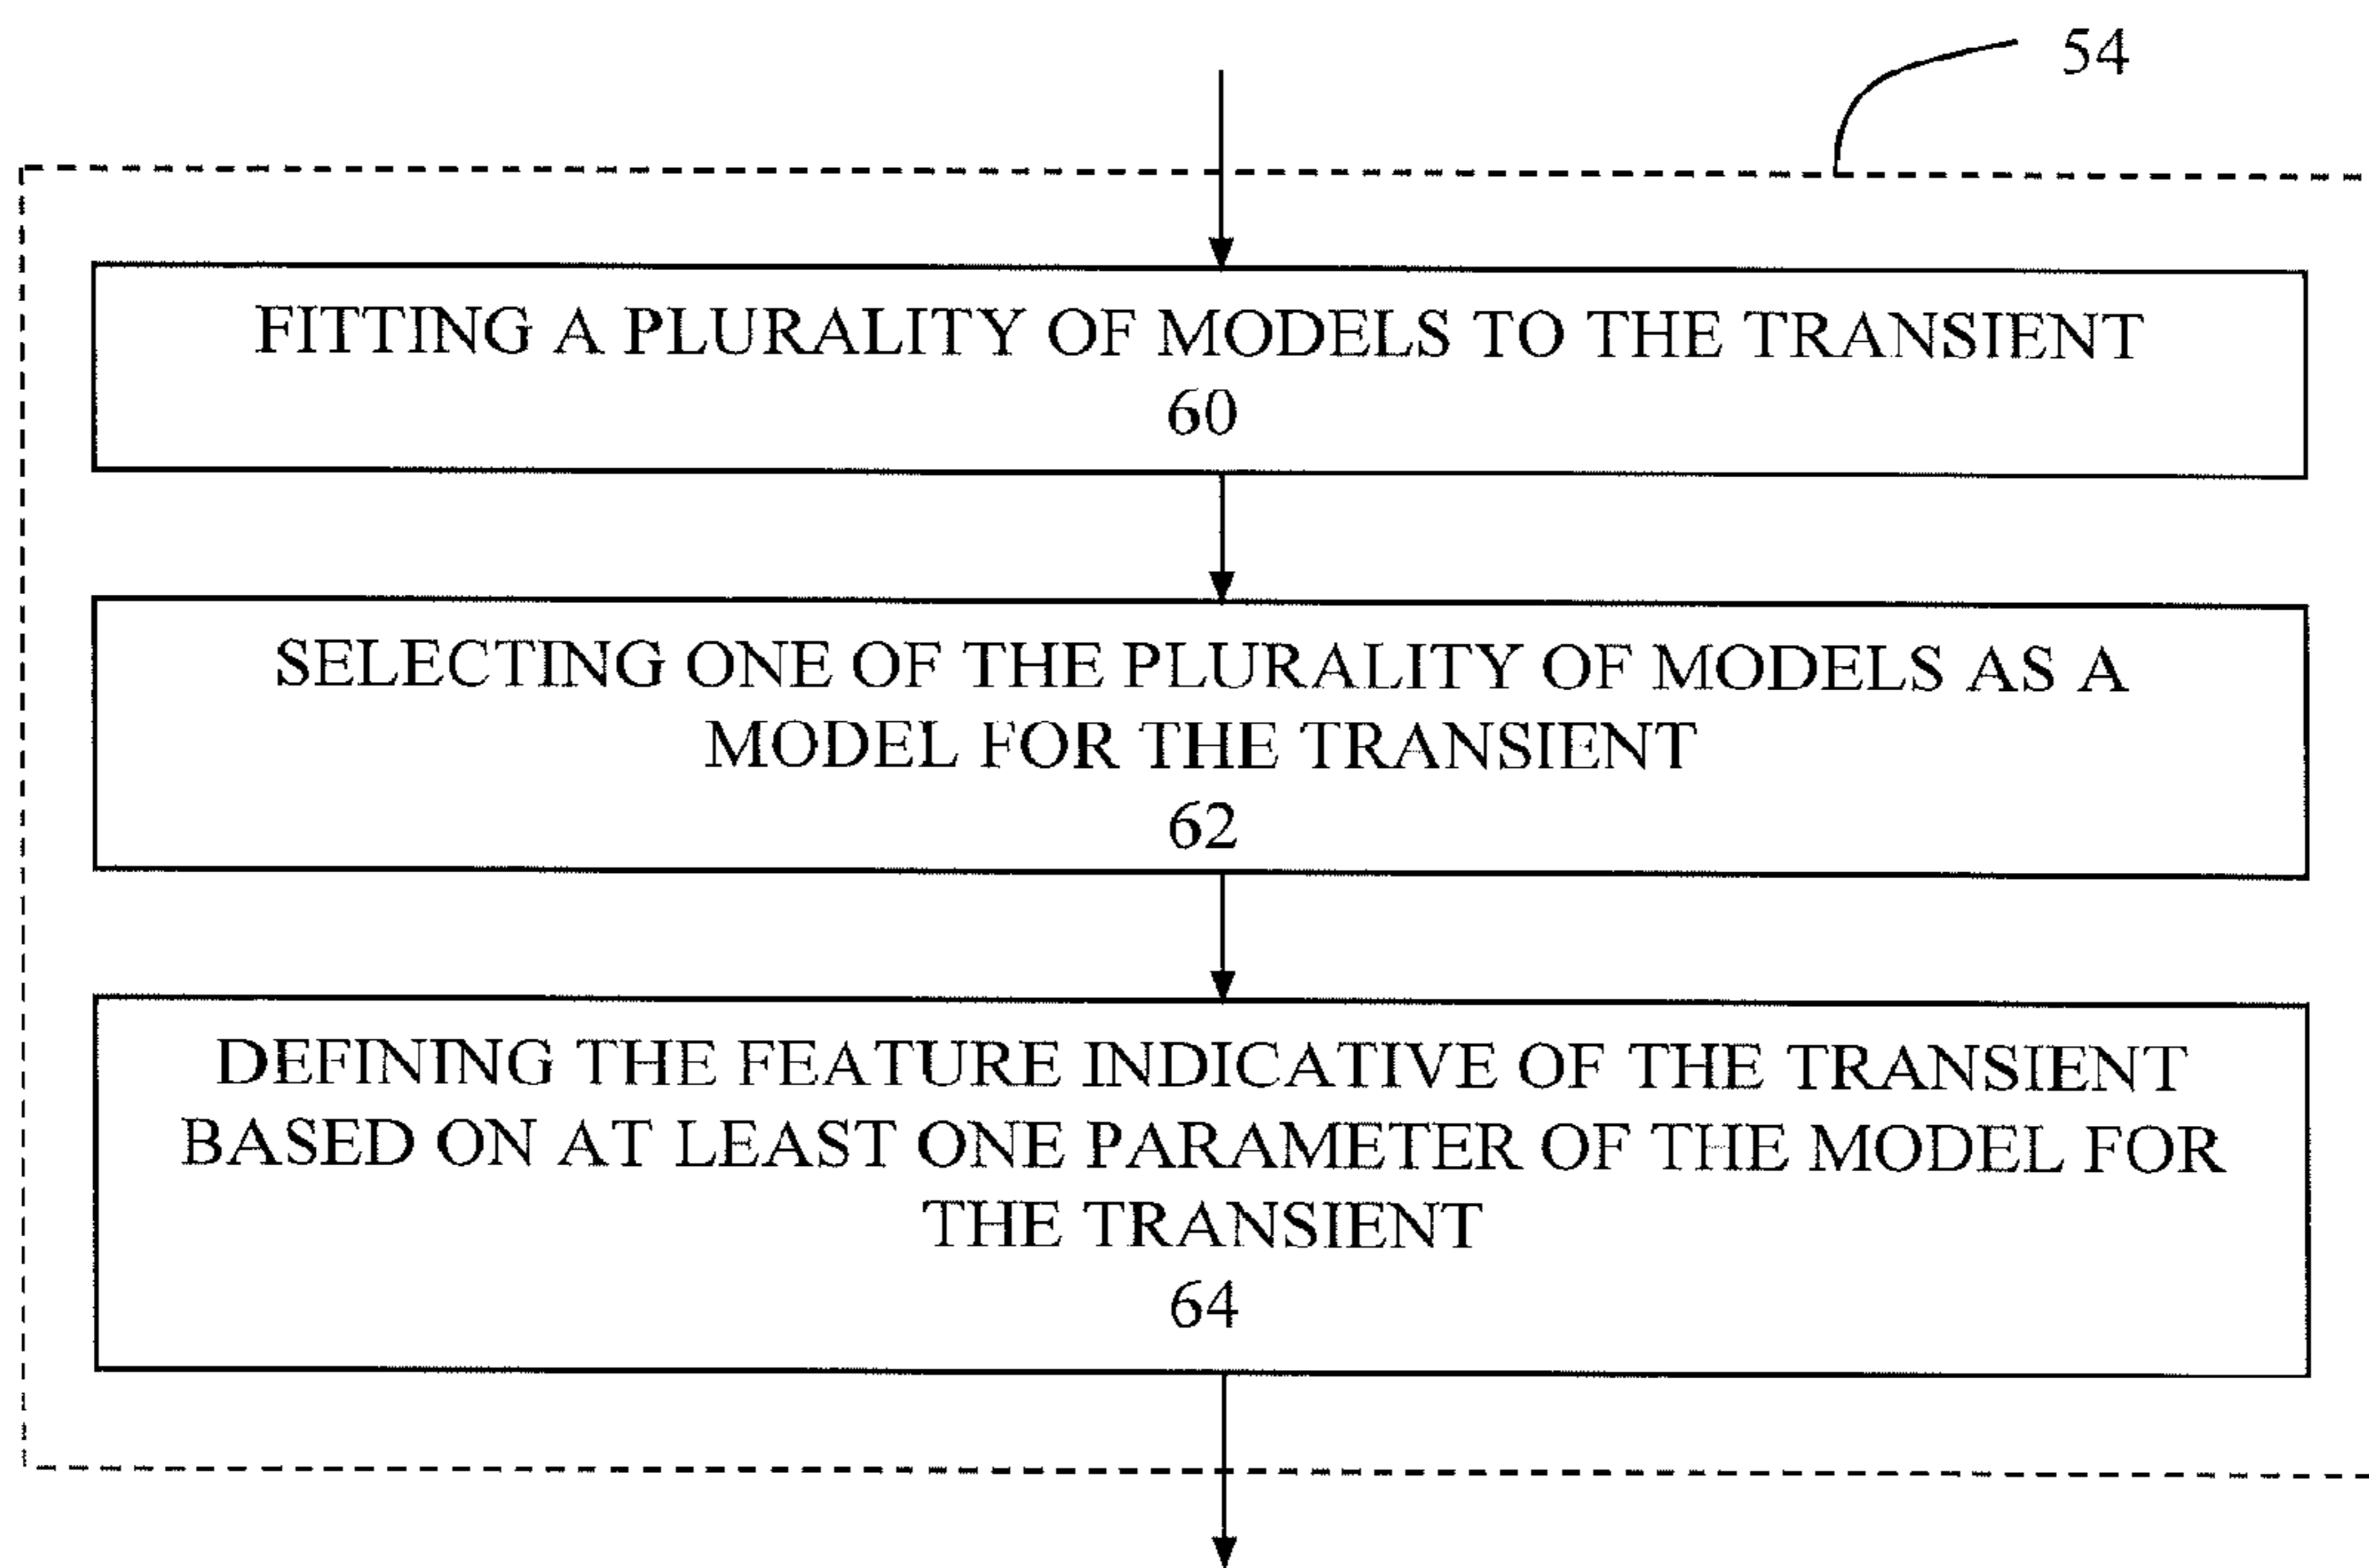 54
FITTING A PLURALITY OF MODELS TO THE TRANSIENT
60
SELECTING ONE OF THE PLURALITY OF MODELS AS A
MODEL FOR THE TRANSIENT
62
DEFINING THE FEATURE INDICATIVE OF THE TRANSIENT
BASED ON AT LEAST ONE PARAMETER OF THE MODEL FOR
THE TRANSIENT
64